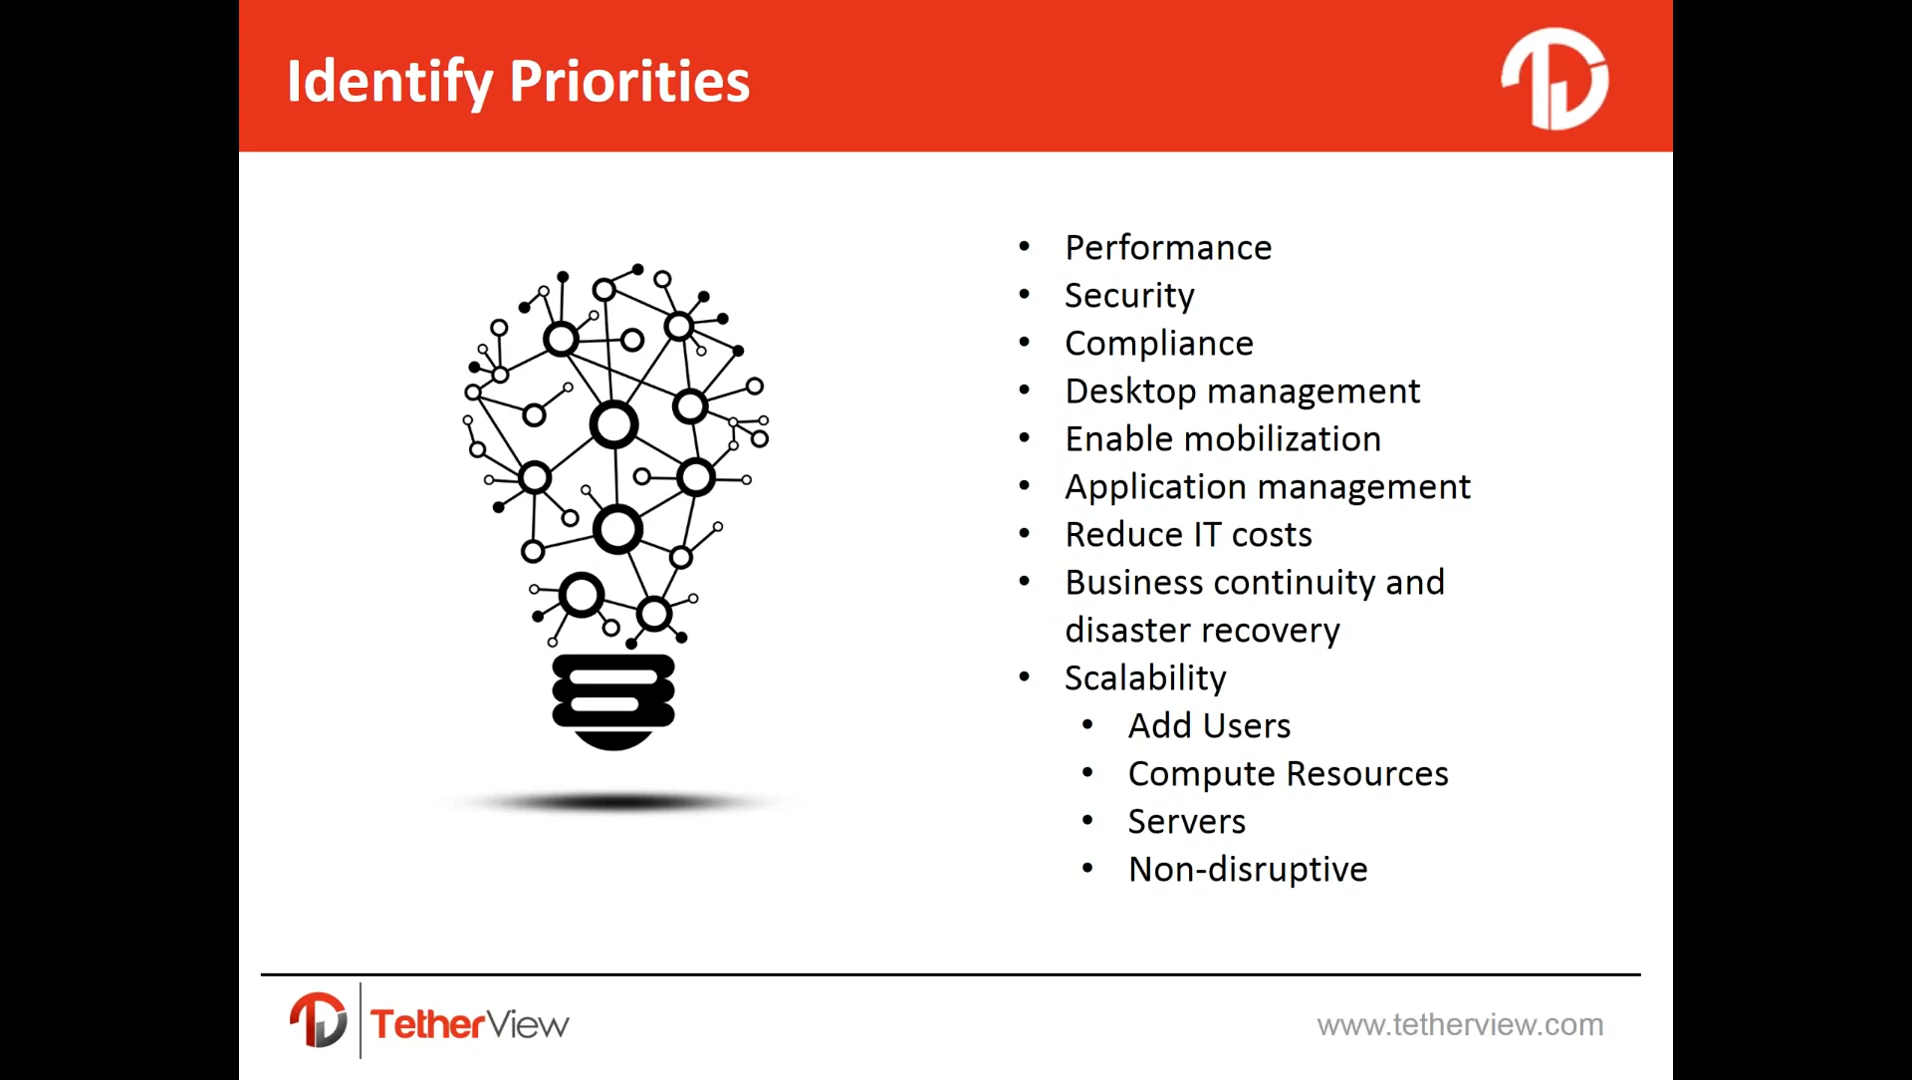 Identify Priorities
• Performance
• Security
• Compliance
• Desktop management
• Enable mobilization
• Application management
• Reduce IT costs
• Business continuity and
disaster recovery
• Scalability
• Add Users
• Compute Resources
• Servers
• Non-disruptive
TetherView
www.tetherview.com